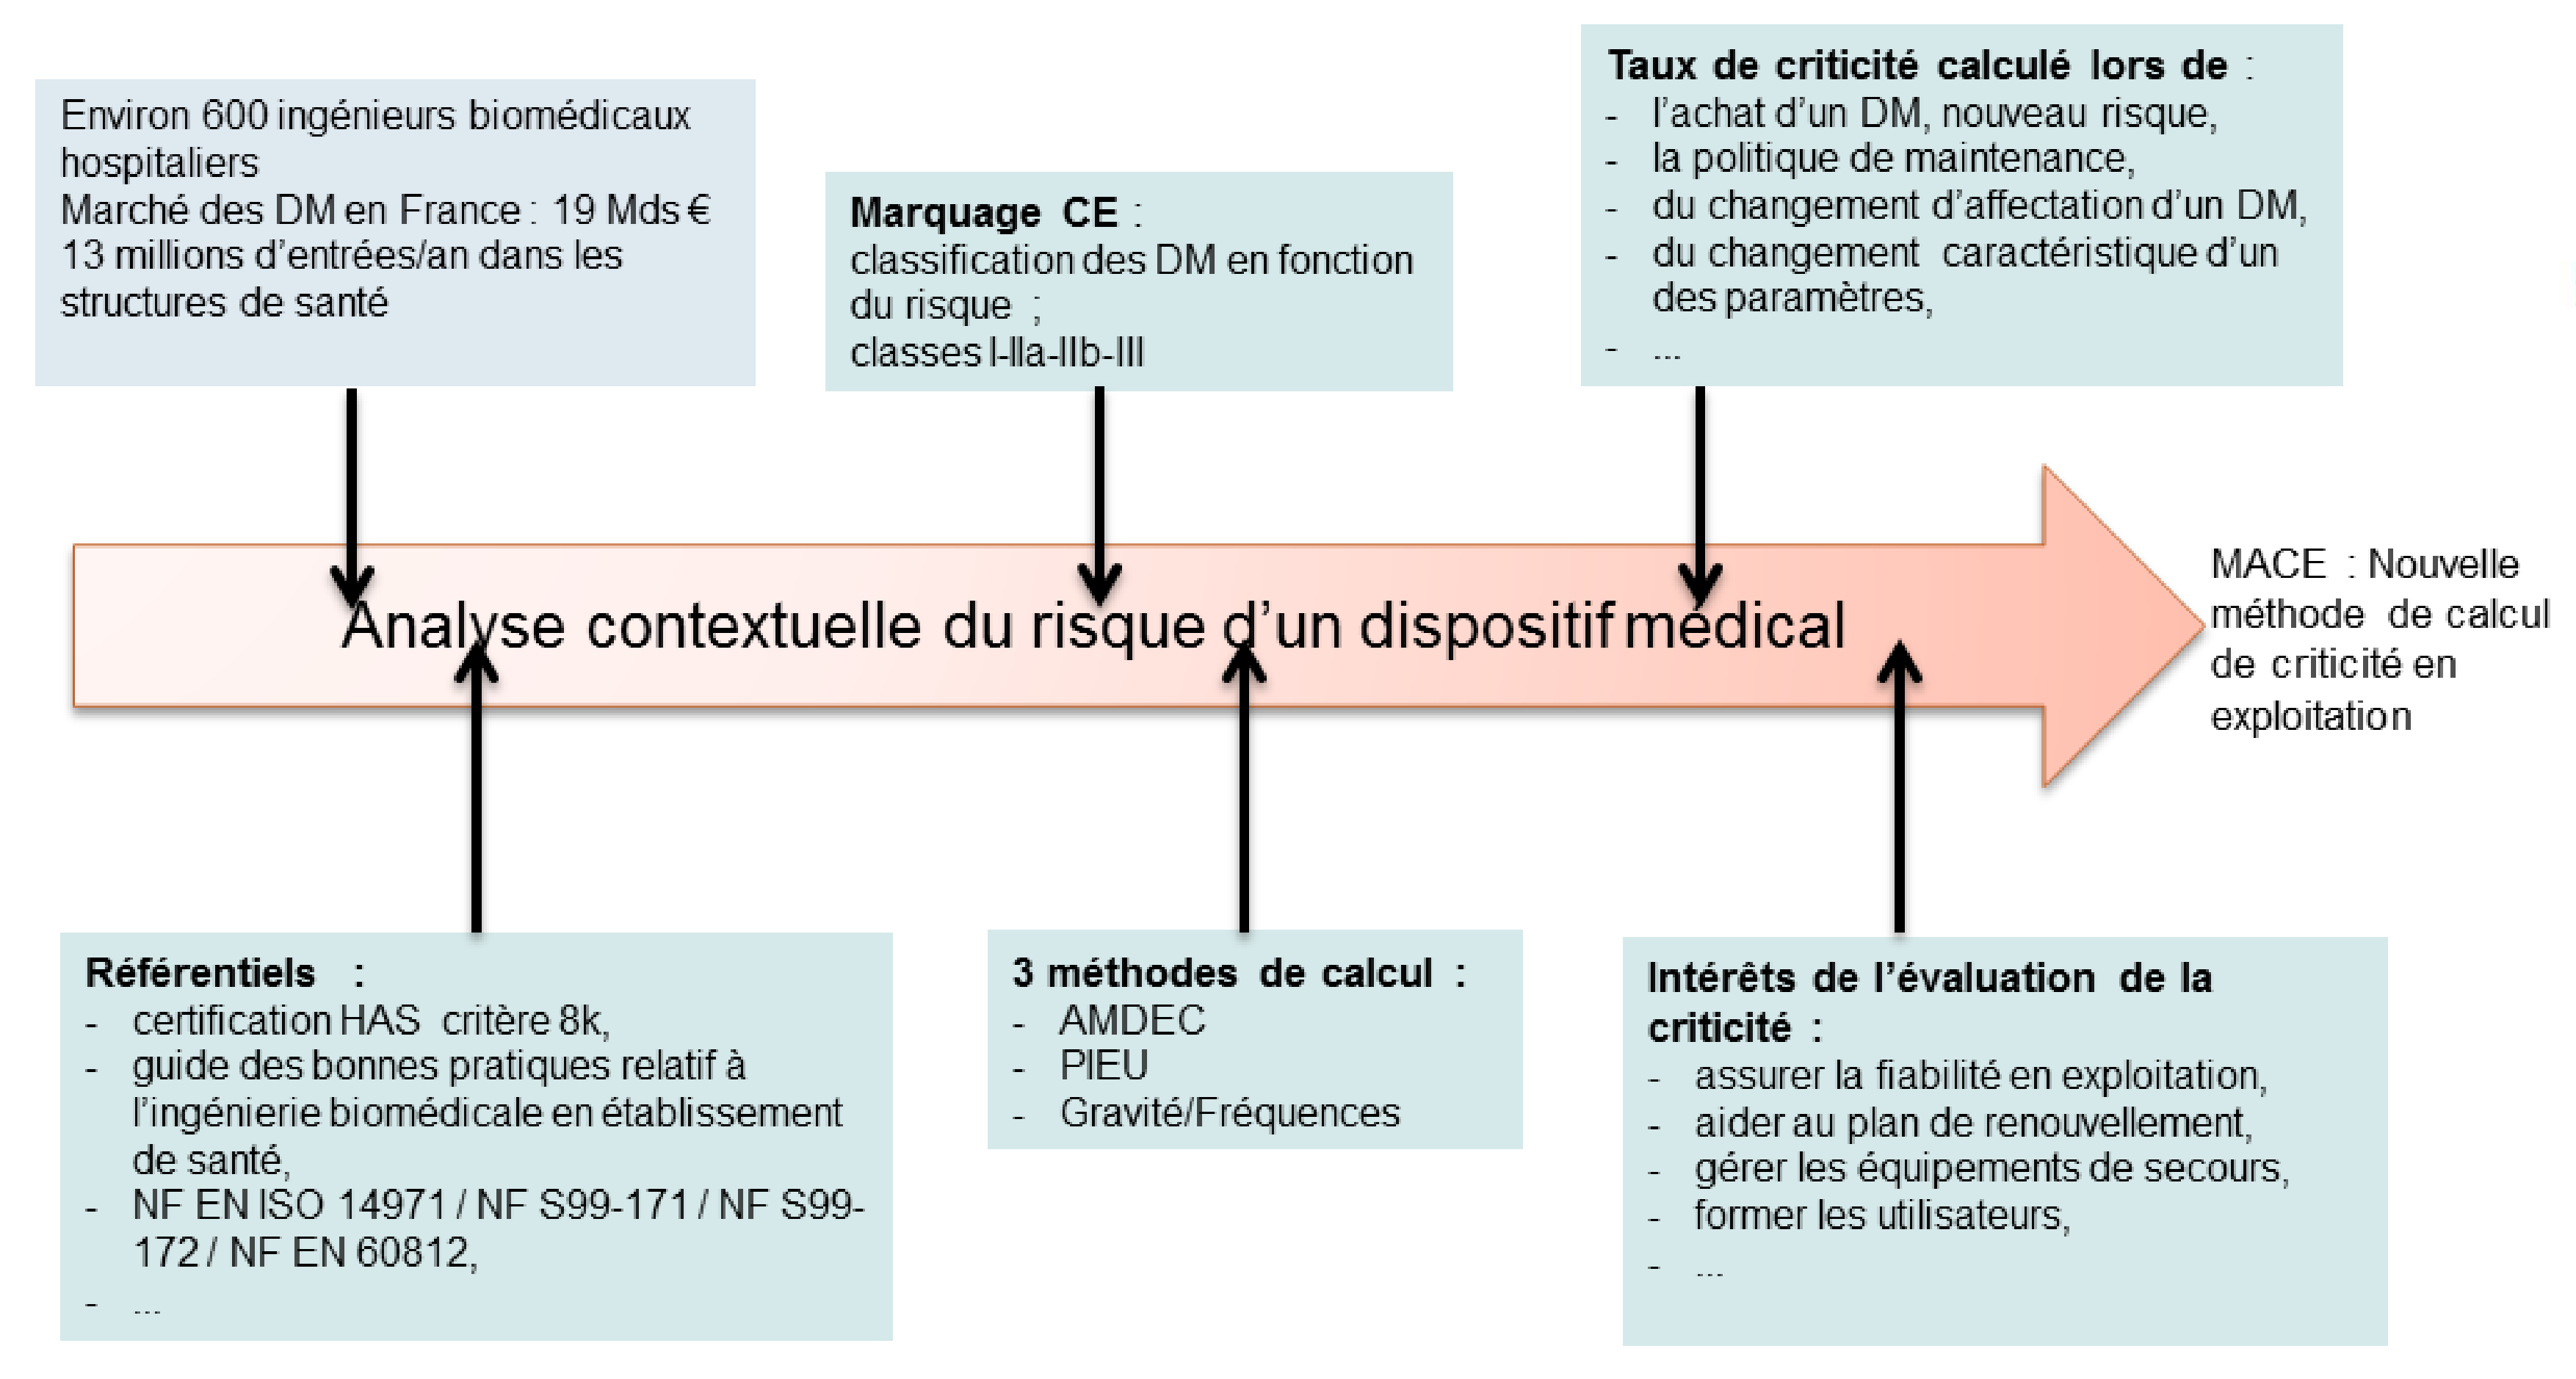 Environ 600 ingénieurs biomédicaux
hospitaliers
Marché des DM en France : 19 Mds €
13 millions d'entrées/an dans les
structures de santé
Marquage CE :
classification des DM en fonction
du risque ;
classes I-IIa-IIb-III
Taux de criticité calculé lors de :
- l'achat d'un DM, nouveau risque,
- la politique de maintenance,
- du changement d'affectation d'un DM,
- du changement caractéristique d'un
des paramètres,
- ...
Analyse contextuelle du risque d'un dispositif médical
MACE : Nouvelle
méthode de calcul
de criticité en
exploitation
Référentiels :
- certification HAS critère 8k,
- guide des bonnes pratiques relatif à
l'ingénierie biomédicale en établissement
de santé,
- NF EN ISO 14971 / NF S99-171 / NF S99-
172 / NF EN 60812,
- ...
3 méthodes de calcul :
- AMDEC
- PIEU
- Gravité/Fréquences
Intérêts de l'évaluation de la
criticité :
- assurer la fiabilité en exploitation,
- aider au plan de renouvellement,
- gérer les équipements de secours,
- former les utilisateurs,
- ...